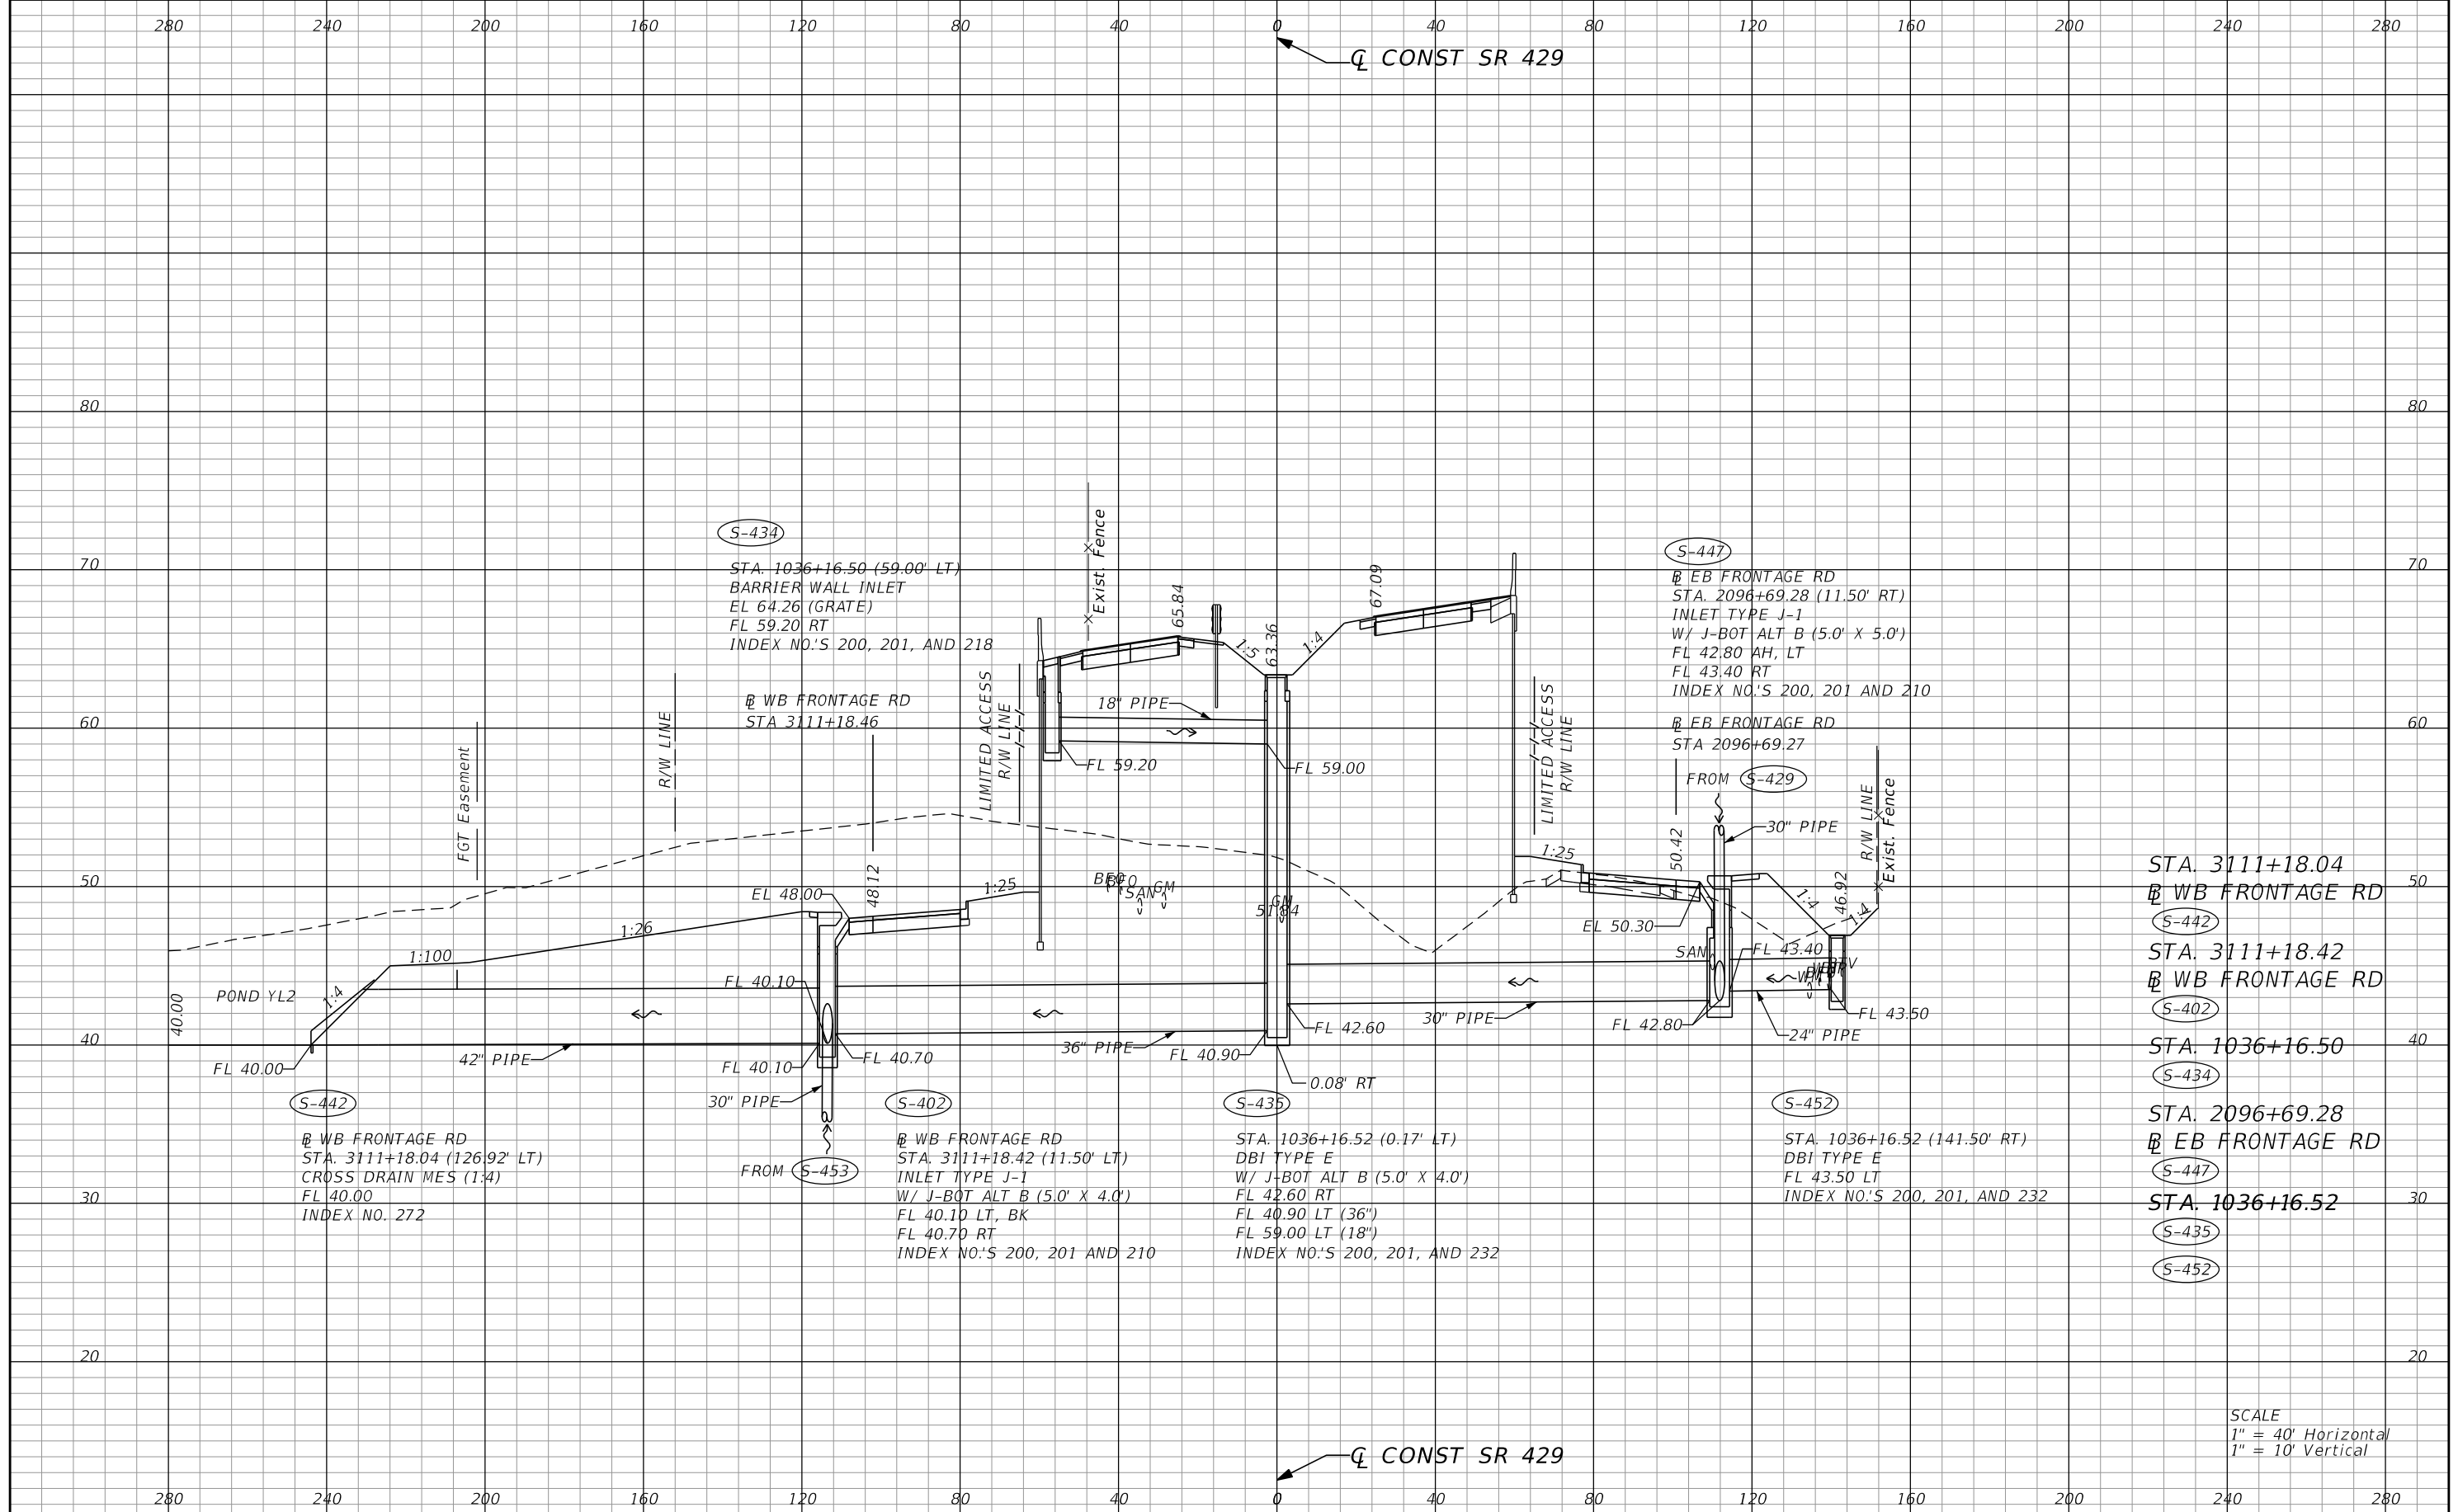 280 240 200 160 120 80 40 0 40 80 120 160 200 240 280
℄ CONST SR 429
80 80
S-434
STA. 1036+16.50 (59.00' LT)
BARRIER WALL INLET
EL 64.26 (GRATE)
FL 59.20 RT
INDEX NO.'S 200, 201, AND 218
Exist. Fence
65.84
67.09
63.36
1:5
1:4
S-447
BL EB FRONTAGE RD
STA. 2096+69.28 (11.50' RT)
INLET TYPE J-1
W/ J-BOT ALT B (5.0' X 5.0')
FL 42.80 AH, LT
FL 43.40 RT
INDEX NO.'S 200, 201 AND 210
70 70
BL WB FRONTAGE RD
STA 3111+18.46
BL EB FRONTAGE RD
STA 2096+69.27
60 60
FGT Easement
R/W LINE
LIMITED ACCESS
R/W LINE
18" PIPE
FL 59.20
FL 59.00
LIMITED ACCESS
R/W LINE
FROM S-429
30" PIPE
R/W LINE
Exist. Fence
50 50
EL 48.00
48.12
1:25
BFO
BFO
SAN
GM
GM
51.84
1:25
50.42
EL 50.30
1:4
46.92
1:4
1:26
1:100
1:4
POND YL2
40.00
FL 40.10
SAN
FL 43.40
FL 40.00
42" PIPE
FL 40.10
FL 40.70
36" PIPE
FL 40.90
FL 42.60
30" PIPE
FL 42.80
24" PIPE
FL 43.50
0.08' RT
30" PIPE
FROM S-453
40 40
S-442
BL WB FRONTAGE RD
STA. 3111+18.04 (126.92' LT)
CROSS DRAIN MES (1:4)
FL 40.00
INDEX NO. 272
S-402
BL WB FRONTAGE RD
STA. 3111+18.42 (11.50' LT)
INLET TYPE J-1
W/ J-BOT ALT B (5.0' X 4.0')
FL 40.10 LT, BK
FL 40.70 RT
INDEX NO.'S 200, 201 AND 210
S-435
STA. 1036+16.52 (0.17' LT)
DBI TYPE E
W/ J-BOT ALT B (5.0' X 4.0')
FL 42.60 RT
FL 40.90 LT (36")
FL 59.00 LT (18")
INDEX NO.'S 200, 201, AND 232
S-452
STA. 1036+16.52 (141.50' RT)
DBI TYPE E
FL 43.50 LT
INDEX NO.'S 200, 201, AND 232
STA. 3111+18.04
BL WB FRONTAGE RD
S-442
STA. 3111+18.42
BL WB FRONTAGE RD
S-402
STA. 1036+16.50
S-434
STA. 2096+69.28
BL EB FRONTAGE RD
S-447
STA. 1036+16.52
S-435
S-452
30 30
20 20
SCALE
1" = 40' Horizontal
1" = 10' Vertical
℄ CONST SR 429
280 240 200 160 120 80 40 0 40 80 120 160 200 240 280